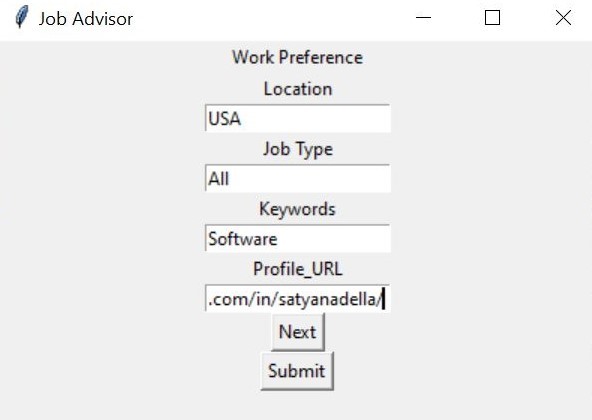 Job Advisor
Work Preference
Location
USA
Job Type
All
Keywords
Software
Profile_URL
.com/in/satyanadella/
Next
Submit